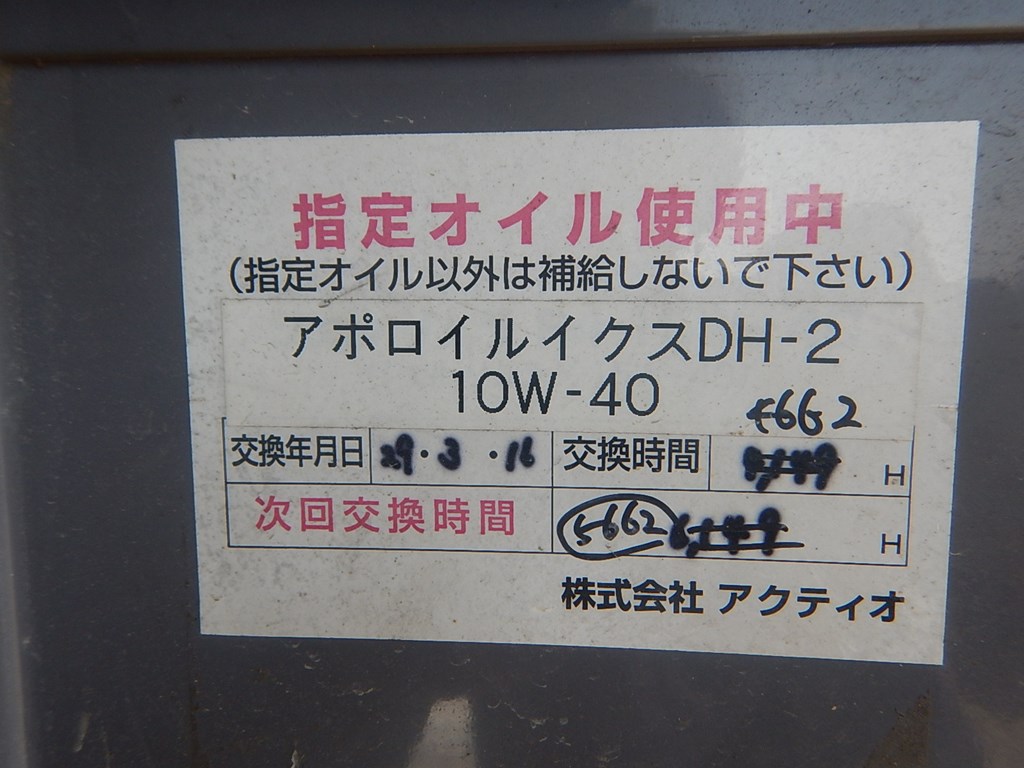 指定オイル使用中
(指定オイル以外は補給しないで下さい)
アポロイルイクスDH-2
10W-40
交換年月日 29・3・16 交換時間 H
次回交換時間 5662 H
株式会社 アクティオ